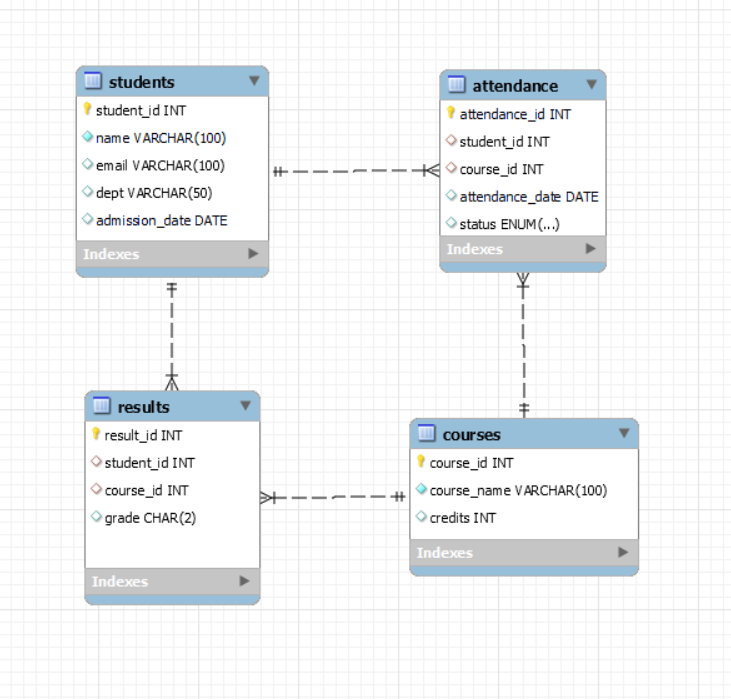 students
student_id INT
name VARCHAR(100)
email VARCHAR(100)
dept VARCHAR(50)
admission_date DATE
Indexes
attendance
attendance_id INT
student_id INT
course_id INT
attendance_date DATE
status ENUM(...)
Indexes
results
result_id INT
student_id INT
course_id INT
grade CHAR(2)
Indexes
courses
course_id INT
course_name VARCHAR(100)
credits INT
Indexes